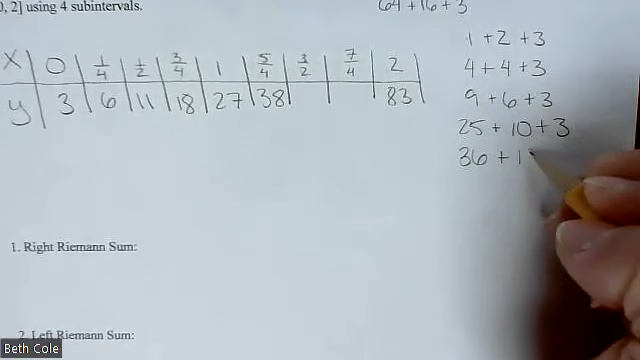 0, 2] using 4 subintervals.
64 + 16 + 3
1 + 2 + 3
4 + 4 + 3
9 + 6 + 3
25 + 10 + 3
36 + 1
X | 0 | 1/4 | 1/2 | 3/4 | 1 | 5/4 | 3/2 | 7/4 | 2
y | 3 | 6 | 11 | 18 | 27 | 38 | | | 83
1. Right Riemann Sum:
2. Left Riemann Sum:
Beth Cole